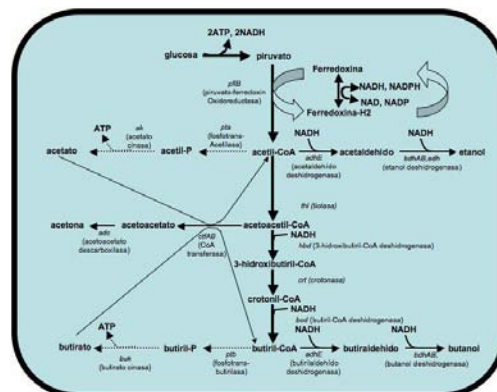 2ATP, 2NADH
glucosa piruvato
pflB
(piruvato-ferredoxin
Oxidoreductasa)
Ferredoxina
NADH, NADPH
NAD, NADP
Ferredoxina-H2
ATP
ak
(acetato
cinasa)
pta
(fosfotrans-
Acetilasa)
NADH
NADH
acetato acetil-P acetil-CoA acetaldehido etanol
adhE
(acetaldehido
deshidrogenasa)
bdhAB,adh
(etanol deshidrogenasa)
thl (tiolasa)
acetona acetoacetato acetoacetil-CoA
adc
(acetoacetato
descarboxilasa)
ctfAB
(CoA
transferasa)
NADH
hbd (3-hidroxibutiril-CoA deshidrogenasa)
3-hidroxibutiril-CoA
crt (crotonasa)
crotonil-CoA
NADH
bcd (butiril-CoA deshidrogenasa)
ATP
NADH
NADH
butirato butiril-P butiril-CoA butiraldehido butanol
buk
(butirato cinasa)
ptb
(fosfotrans-
butirilasa)
adhE
(butiraldehido
deshidrogenasa)
bdhAB,
(butanol deshidrogenasa)